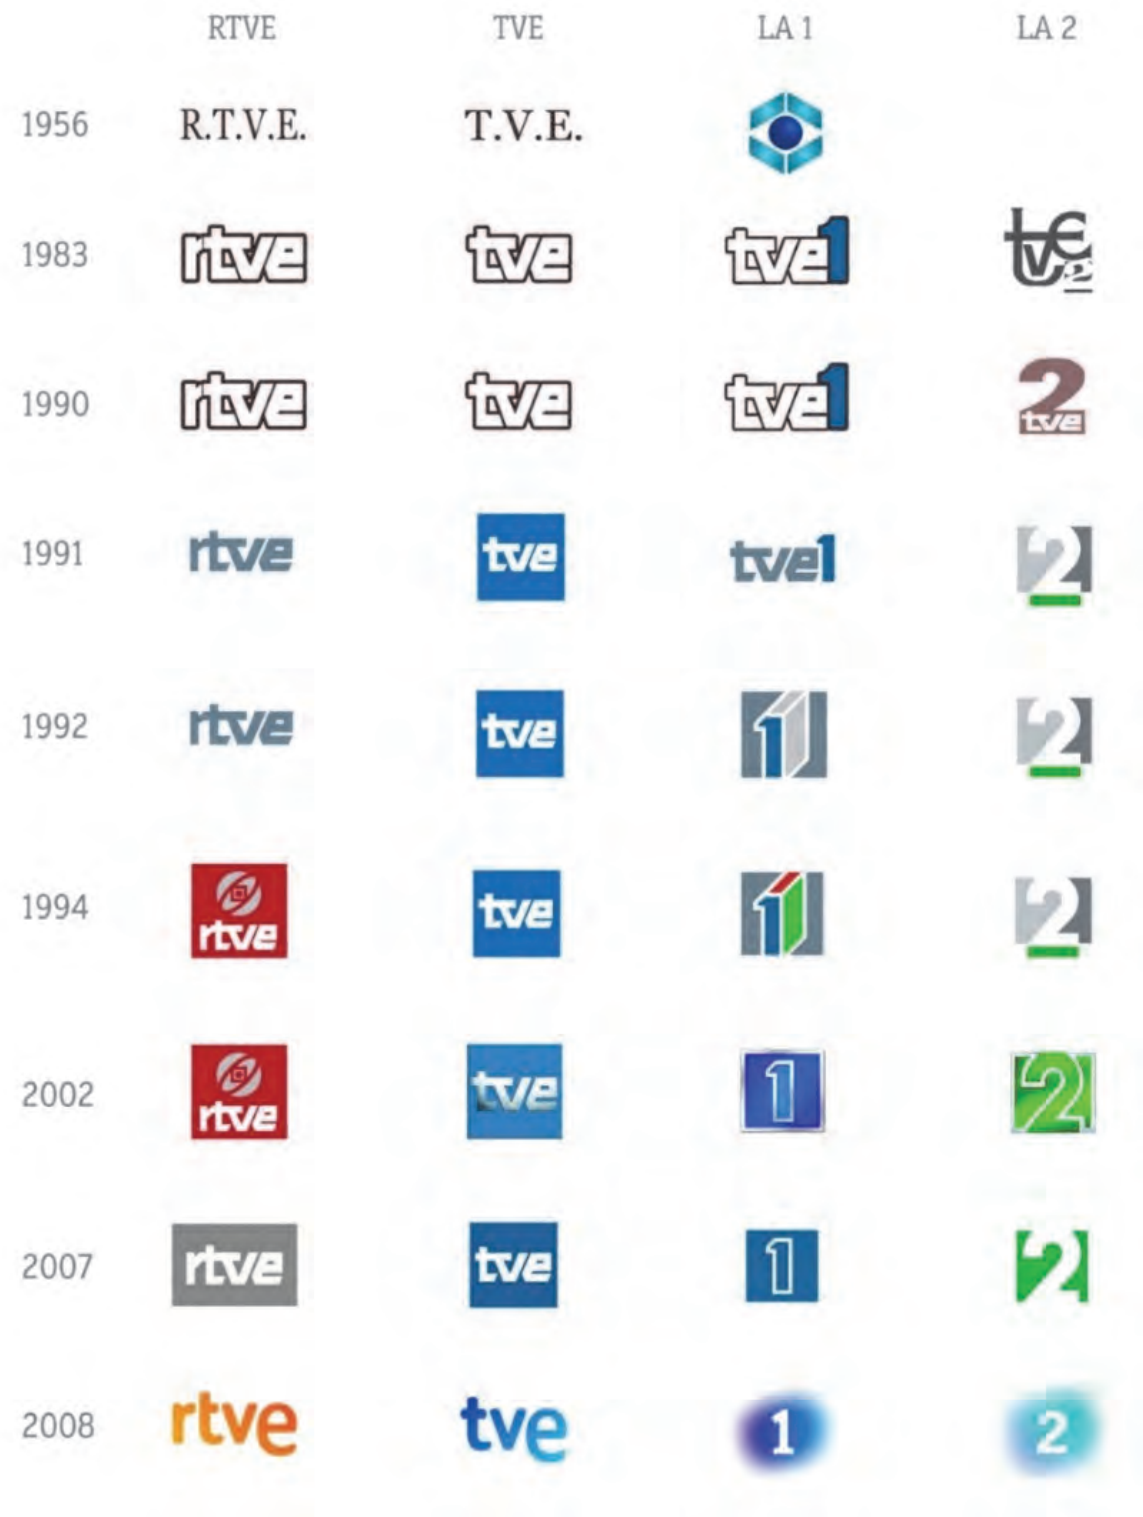 RTVE TVE LA 1 LA 2
1956 R.T.V.E. T.V.E.
1983 rtve tve tve1 tve2
1990 rtve tve tve1 2 tve
1991 rtve tve tve1 2
1992 rtve tve 1 2
1994 rtve tve 1 2
2002 rtve tve 1 2
2007 rtve tve 1 2
2008 rtve tve 1 2